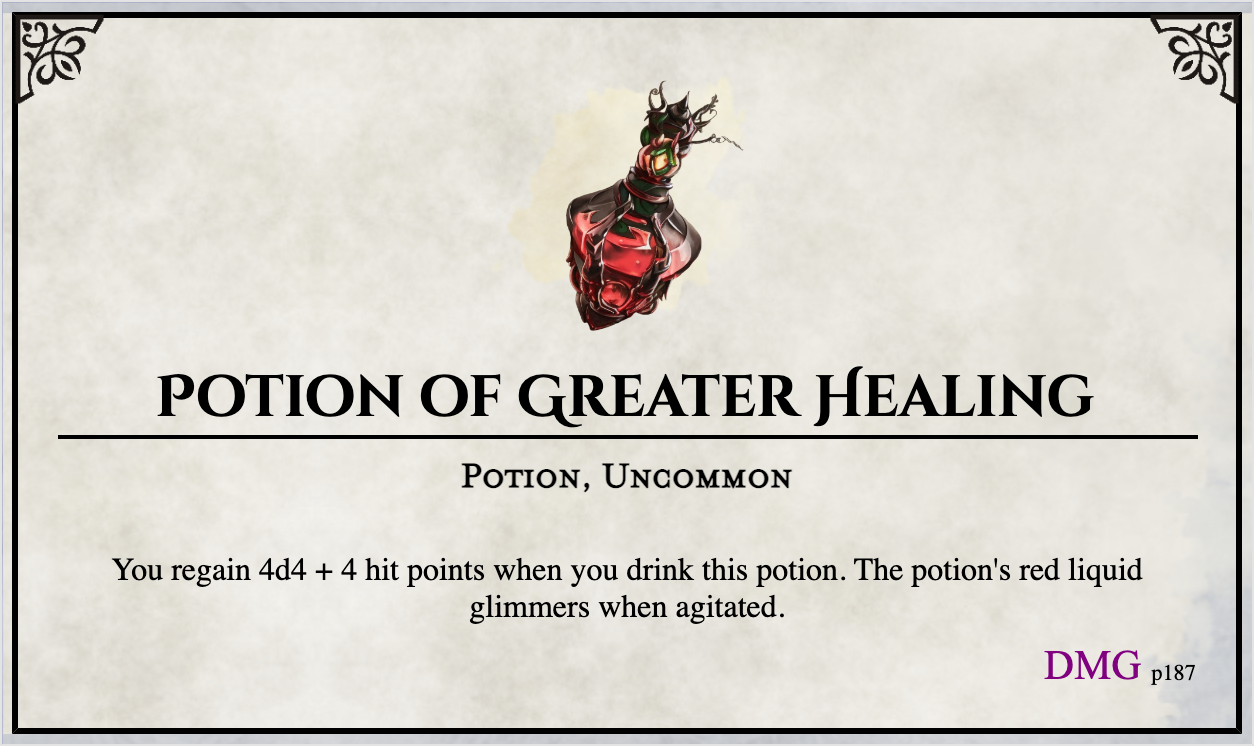 Potion of Greater Healing
Potion, Uncommon
You regain 4d4 + 4 hit points when you drink this potion. The potion's red liquid
glimmers when agitated.
DMG p187